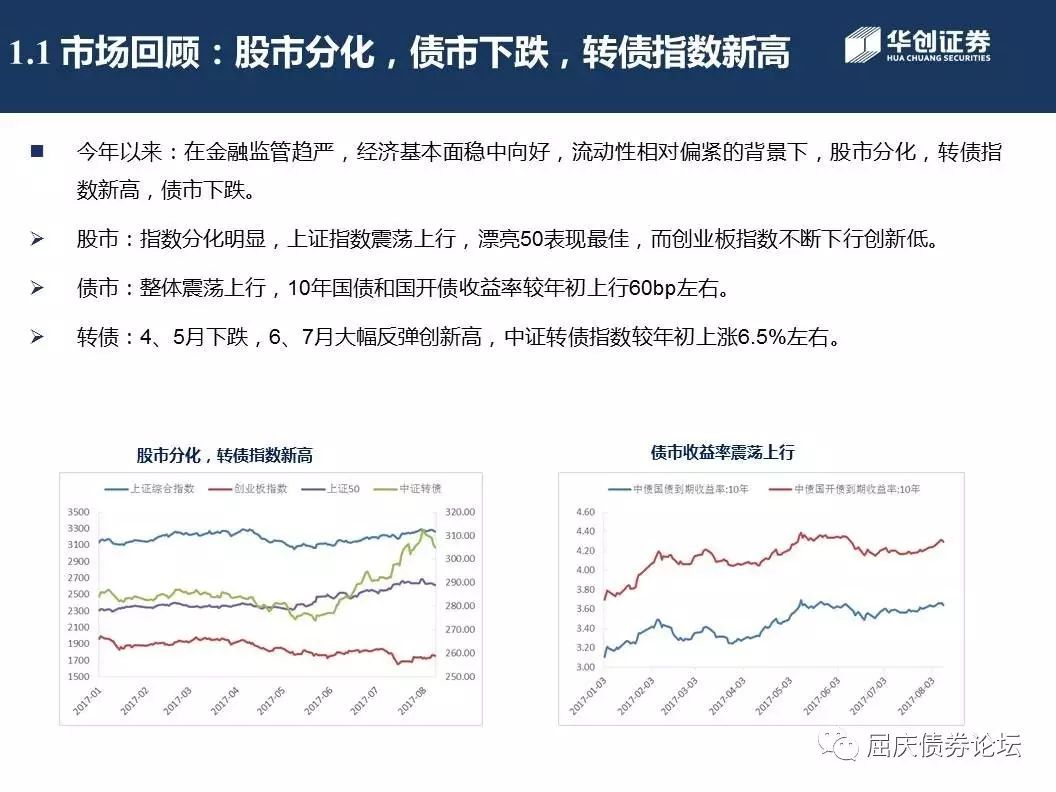 1.1 市场回顾：股市分化，债市下跌，转债指数新高
华创证券
HUA CHUANG SECURITIES
今年以来：在金融监管趋严，经济基本面稳中向好，流动性相对偏紧的背景下，股市分化，转债指
数新高，债市下跌。
股市：指数分化明显，上证指数震荡上行，漂亮50表现最佳，而创业板指数不断下行创新低。
债市：整体震荡上行，10年国债和国开债收益率较年初上行60bp左右。
转债：4、5月下跌，6、7月大幅反弹创新高，中证转债指数较年初上涨6.5%左右。
股市分化，转债指数新高
上证综合指数 创业板指数 上证50 中证转债
3500
3300
3100
2900
2700
2500
2300
2100
1900
1700
1500
320.00
310.00
300.00
290.00
280.00
270.00
260.00
250.00
2017-01 2017-02 2017-03 2017-04 2017-05 2017-06 2017-07 2017-08
债市收益率震荡上行
中债国债到期收益率:10年 中债国开债到期收益率:10年
4.60
4.40
4.20
4.00
3.80
3.60
3.40
3.20
3.00
2017-01-03 2017-02-03 2017-03-03 2017-04-03 2017-05-03 2017-06-03 2017-07-03 2017-08-03
屈庆债券论坛